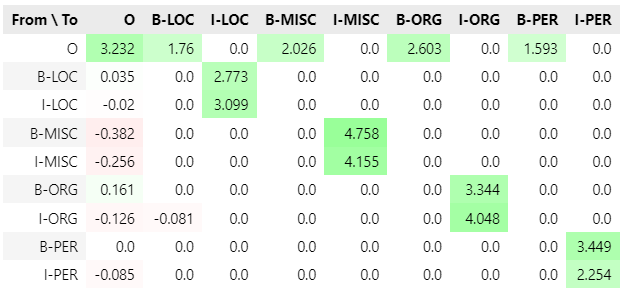 From \ To O B-LOC I-LOC B-MISC I-MISC B-ORG I-ORG B-PER I-PER
O 3.232 1.76 0.0 2.026 0.0 2.603 0.0 1.593 0.0
B-LOC 0.035 0.0 2.773 0.0 0.0 0.0 0.0 0.0 0.0
I-LOC -0.02 0.0 3.099 0.0 0.0 0.0 0.0 0.0 0.0
B-MISC -0.382 0.0 0.0 0.0 4.758 0.0 0.0 0.0 0.0
I-MISC -0.256 0.0 0.0 0.0 4.155 0.0 0.0 0.0 0.0
B-ORG 0.161 0.0 0.0 0.0 0.0 0.0 3.344 0.0 0.0
I-ORG -0.126 -0.081 0.0 0.0 0.0 0.0 4.048 0.0 0.0
B-PER 0.0 0.0 0.0 0.0 0.0 0.0 0.0 0.0 3.449
I-PER -0.085 0.0 0.0 0.0 0.0 0.0 0.0 0.0 2.254